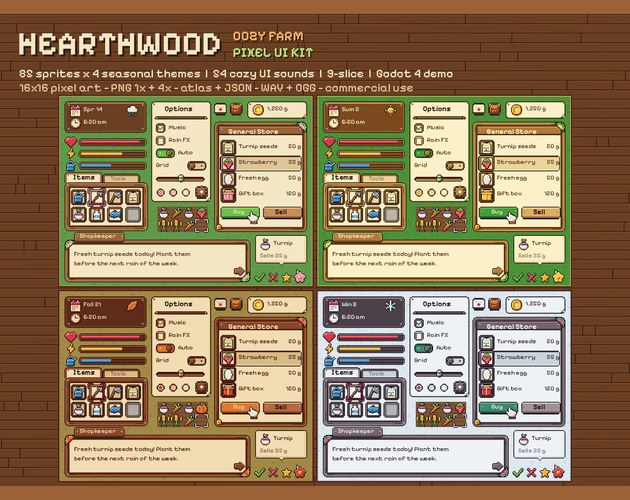 HEARTHWOOD
COZY FARM
PIXEL UI KIT
88 sprites x 4 seasonal themes | 54 cozy UI sounds | 9-slice | Godot 4 demo
16x16 pixel art - PNG 1x + 4x - atlas + JSON - WAV + OGG - commercial use
Spr 14
6:20 am
Options
Music
Rain FX
Auto
Grid
1,250 g
General Store
Turnip seeds 20 g
Strawberry 35 g
Fresh egg 20 g
Gift box 120 g
Buy
Sell
Items
Tools
Shopkeeper
Fresh turnip seeds today! Plant them
before the next rain of the week.
Turnip
Sells 35 g
Sum 3
6:20 am
Options
Music
Rain FX
Auto
Grid
1,250 g
General Store
Turnip seeds 20 g
Strawberry 35 g
Fresh egg 20 g
Gift box 120 g
Buy
Sell
Items
Tools
Shopkeeper
Fresh turnip seeds today! Plant them
before the next rain of the week.
Turnip
Sells 35 g
Fall 21
6:20 am
Options
Music
Rain FX
Auto
Grid
1,250 g
General Store
Turnip seeds 20 g
Strawberry 35 g
Fresh egg 20 g
Gift box 120 g
Buy
Sell
Items
Tools
Shopkeeper
Fresh turnip seeds today! Plant them
before the next rain of the week.
Turnip
Sells 35 g
Win 8
6:20 am
Options
Music
Rain FX
Auto
Grid
1,250 g
General Store
Turnip seeds 20 g
Strawberry 35 g
Fresh egg 20 g
Gift box 120 g
Buy
Sell
Items
Tools
Shopkeeper
Fresh turnip seeds today! Plant them
before the next rain of the week.
Turnip
Sells 35 g